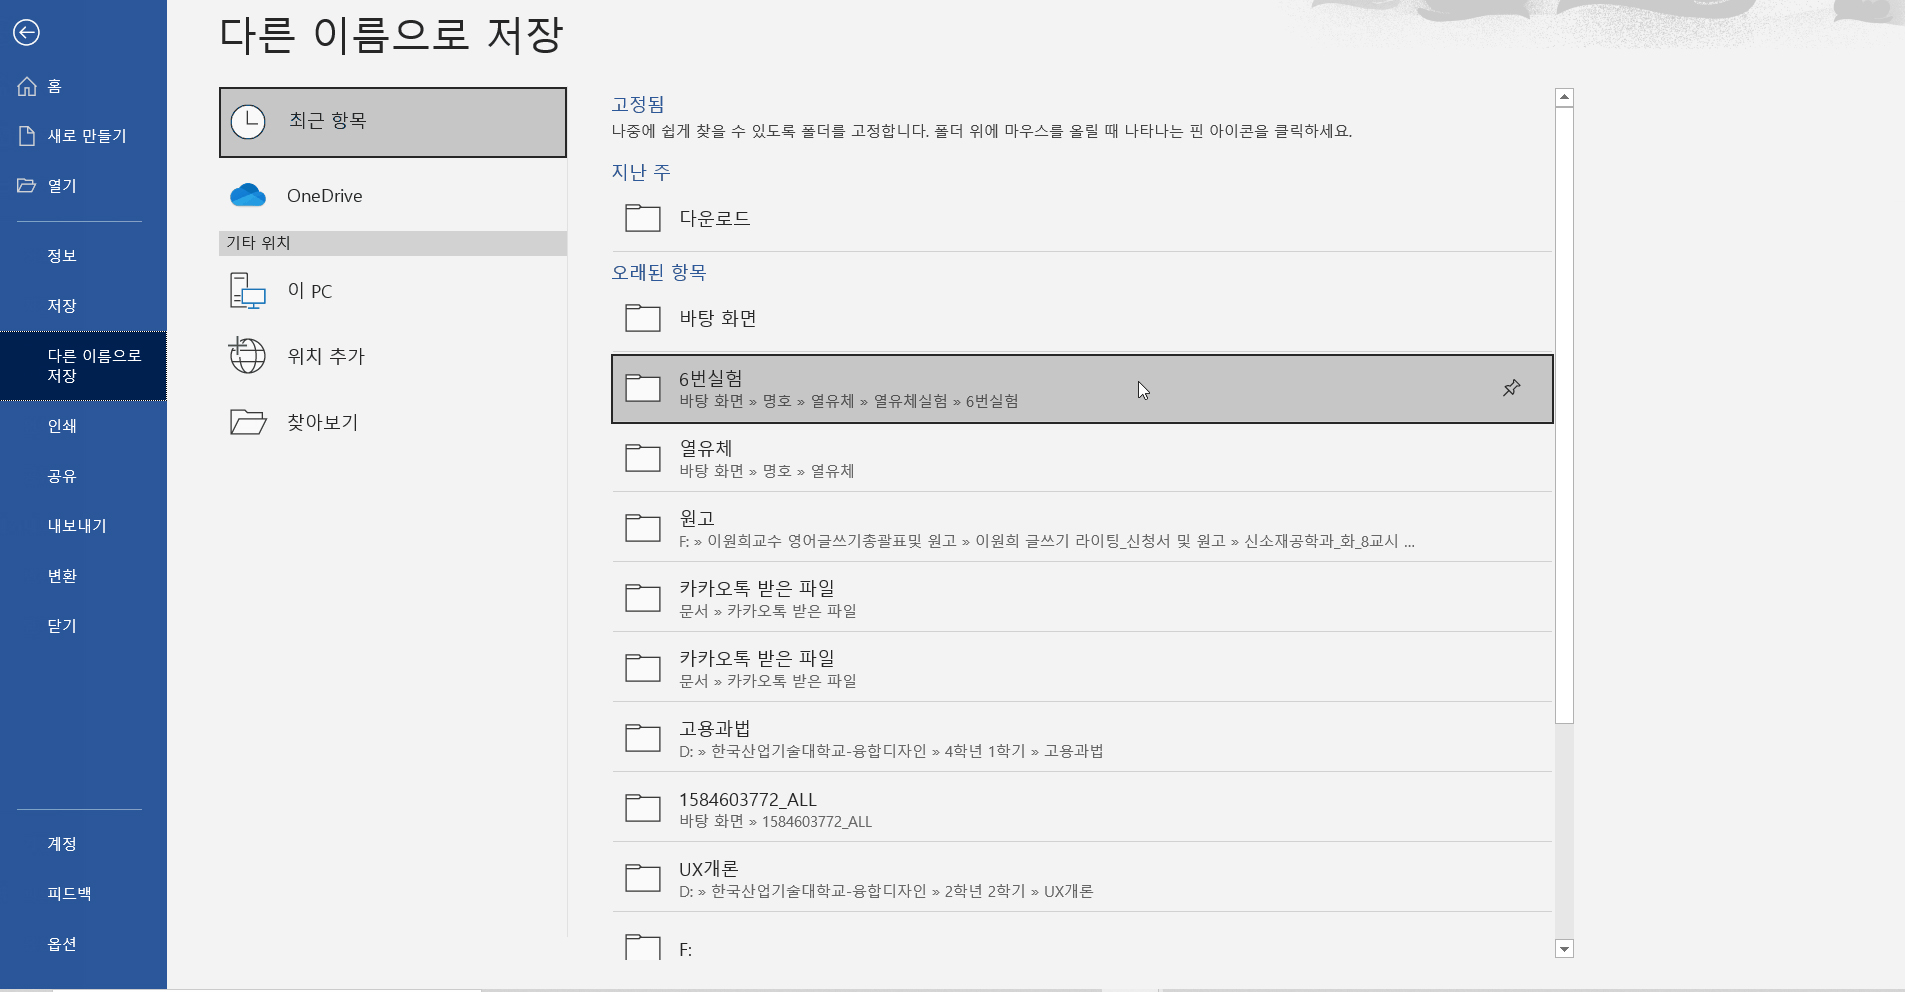 다른 이름으로 저장
홈
새로 만들기
열기
정보
저장
다른 이름으로
저장
인쇄
공유
내보내기
변환
닫기
계정
피드백
옵션
최근 항목
OneDrive
기타 위치
이 PC
위치 추가
찾아보기
고정됨
나중에 쉽게 찾을 수 있도록 폴더를 고정합니다. 폴더 위에 마우스를 올릴 때 나타나는 핀 아이콘을 클릭하세요.
지난 주
다운로드
오래된 항목
바탕 화면
6번실험
바탕 화면 » 명호 » 열유체 » 열유체실험 » 6번실험
열유체
바탕 화면 » 명호 » 열유체
원고
F: » 이원희교수 영어글쓰기총괄표및 원고 » 이원희 글쓰기 라이팅_신청서 및 원고 » 신소재공학과_화_8교시 ...
카카오톡 받은 파일
문서 » 카카오톡 받은 파일
카카오톡 받은 파일
문서 » 카카오톡 받은 파일
고용과법
D: » 한국산업기술대학교-융합디자인 » 4학년 1학기 » 고용과법
1584603772_ALL
바탕 화면 » 1584603772_ALL
UX개론
D: » 한국산업기술대학교-융합디자인 » 2학년 2학기 » UX개론
F: